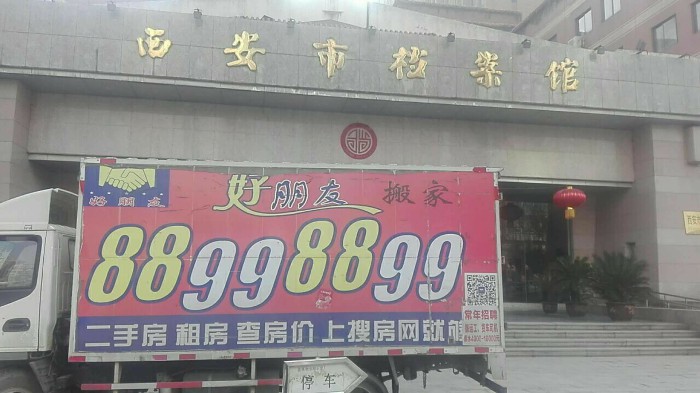 西安市档案馆
好朋友
好朋友 搬家
88998899
常年招聘
二手房 租房 查房价 上搜房网就
停车